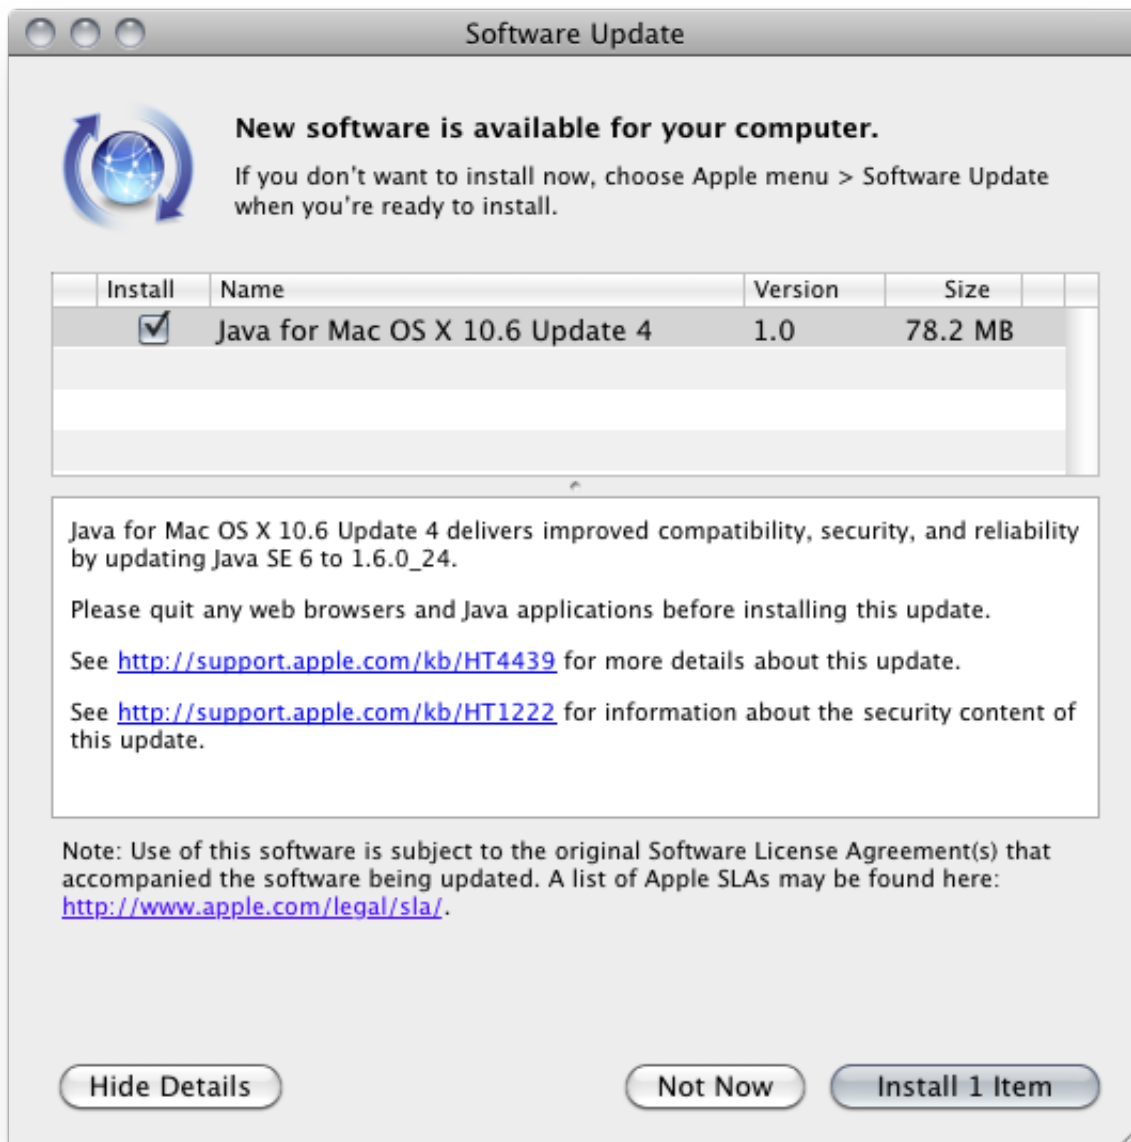 Software Update
New software is available for your computer.
If you don't want to install now, choose Apple menu > Software Update
when you're ready to install.
Install Name Version Size
Java for Mac OS X 10.6 Update 4 1.0 78.2 MB
Java for Mac OS X 10.6 Update 4 delivers improved compatibility, security, and reliability
by updating Java SE 6 to 1.6.0_24.
Please quit any web browsers and Java applications before installing this update.
See http://support.apple.com/kb/HT4439 for more details about this update.
See http://support.apple.com/kb/HT1222 for information about the security content of
this update.
Note: Use of this software is subject to the original Software License Agreement(s) that
accompanied the software being updated. A list of Apple SLAs may be found here:
http://www.apple.com/legal/sla/.
Hide Details Not Now Install 1 Item